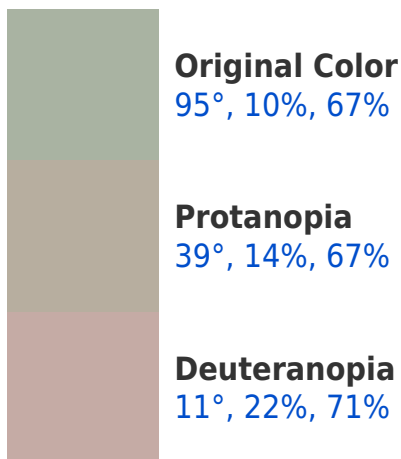 Original Color
95°, 10%, 67%
Protanopia
39°, 14%, 67%
Deuteranopia
11°, 22%, 71%